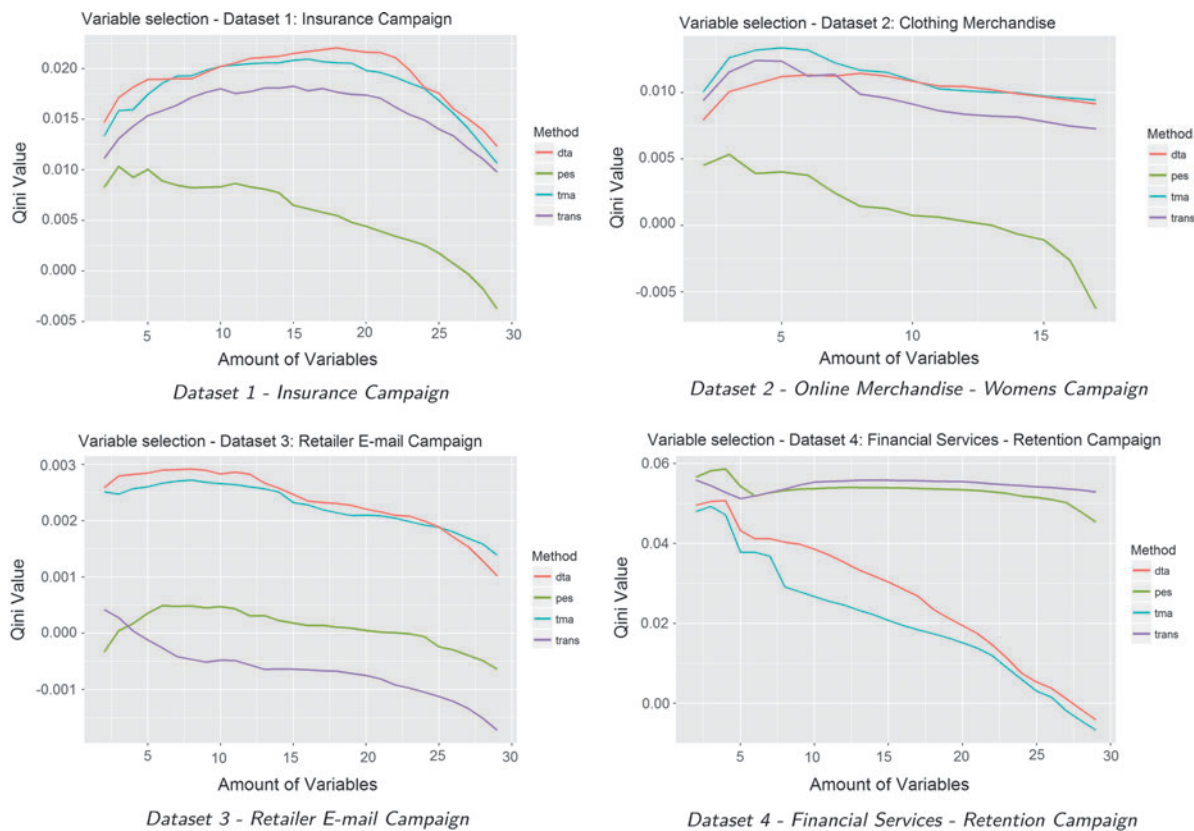 Variable selection - Dataset 1: Insurance Campaign
Qini Value
0.020
0.015
0.010
0.005
0.000
-0.005
5
10
15
20
25
30
Amount of Variables
Method
dta
pes
tma
trans
Dataset 1 - Insurance Campaign
Variable selection - Dataset 2: Clothing Merchandise
Qini Value
0.010
0.005
0.000
-0.005
5
10
15
Amount of Variables
Method
dta
pes
tma
trans
Dataset 2 - Online Merchandise - Womens Campaign
Variable selection - Dataset 3: Retailer E-mail Campaign
Qini Value
0.003
0.002
0.001
0.000
-0.001
5
10
15
20
25
30
Amount of Variables
Method
dta
pes
tma
trans
Dataset 3 - Retailer E-mail Campaign
Variable selection - Dataset 4: Financial Services - Retention Campaign
Qini Value
0.06
0.04
0.02
0.00
5
10
15
20
25
30
Amount of Variables
Method
dta
pes
tma
trans
Dataset 4 - Financial Services - Retention Campaign